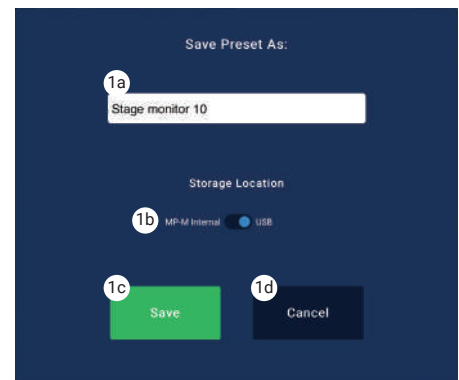 Save Preset As:
1a
Stage monitor 10
Storage Location
1b MP-M Internal USB
1c 1d
Save Cancel